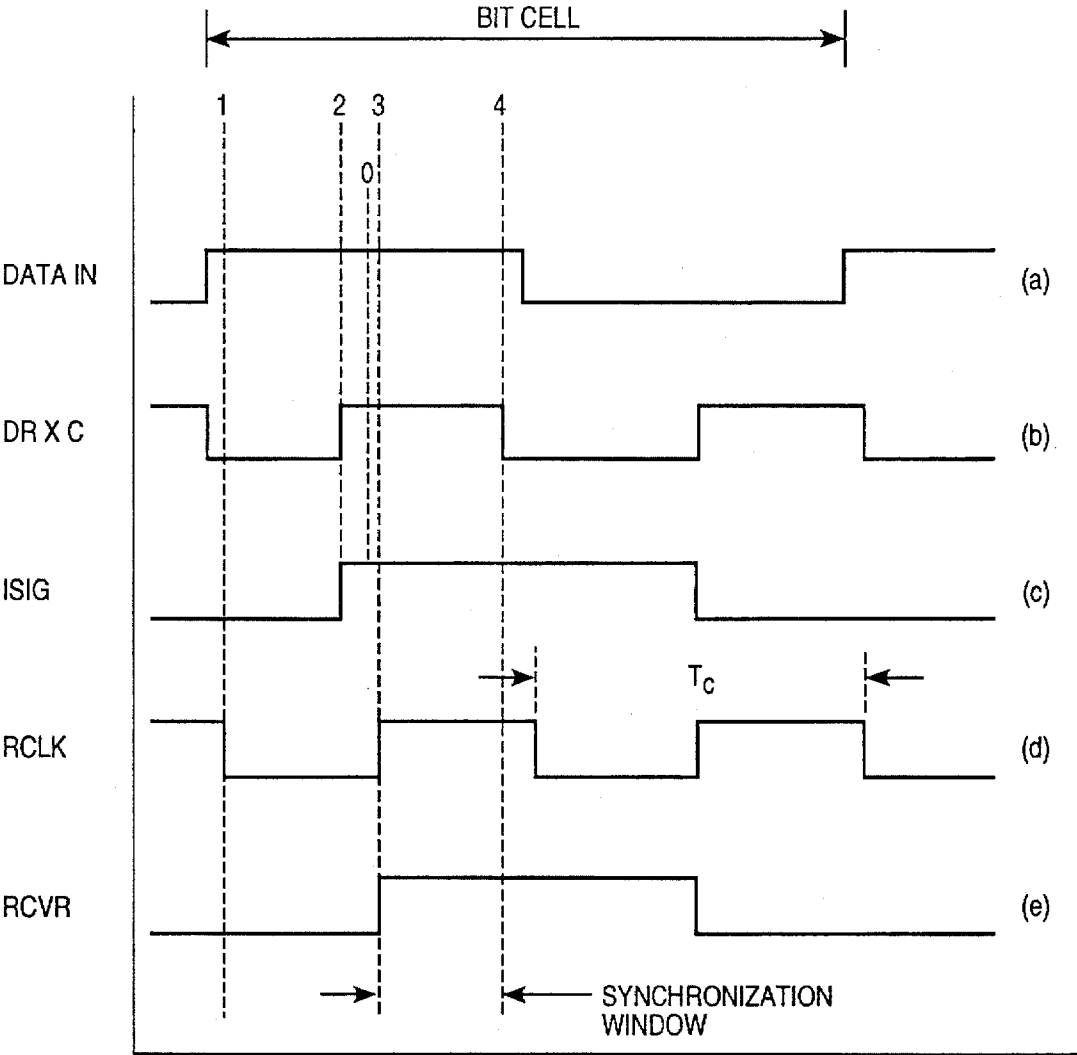 BIT CELL
1 2 3 4
0
DATA IN (a)
DR X C (b)
ISIG (c)
T_C
RCLK (d)
RCVR (e)
SYNCHRONIZATION
WINDOW